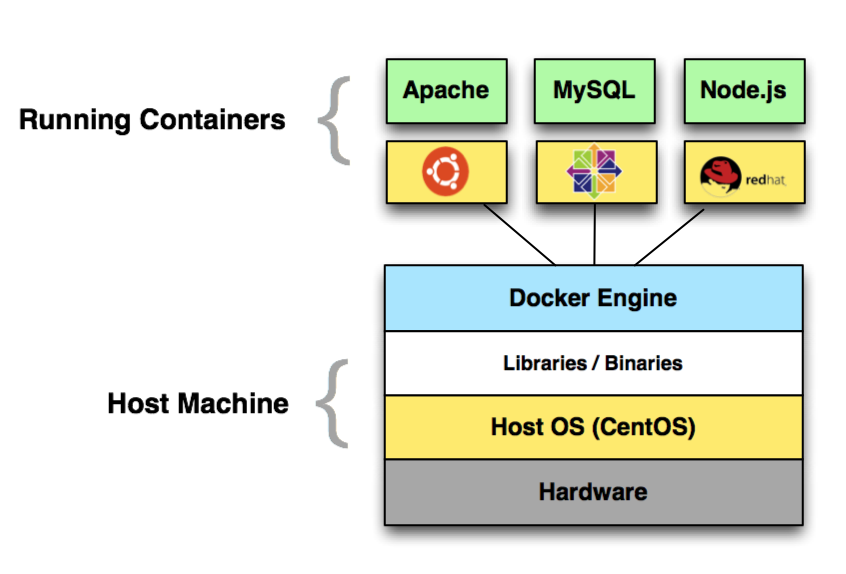 Apache
MySQL
Node.js
Running Containers
redhat
Docker Engine
Libraries / Binaries
Host Machine
Host OS (CentOS)
Hardware